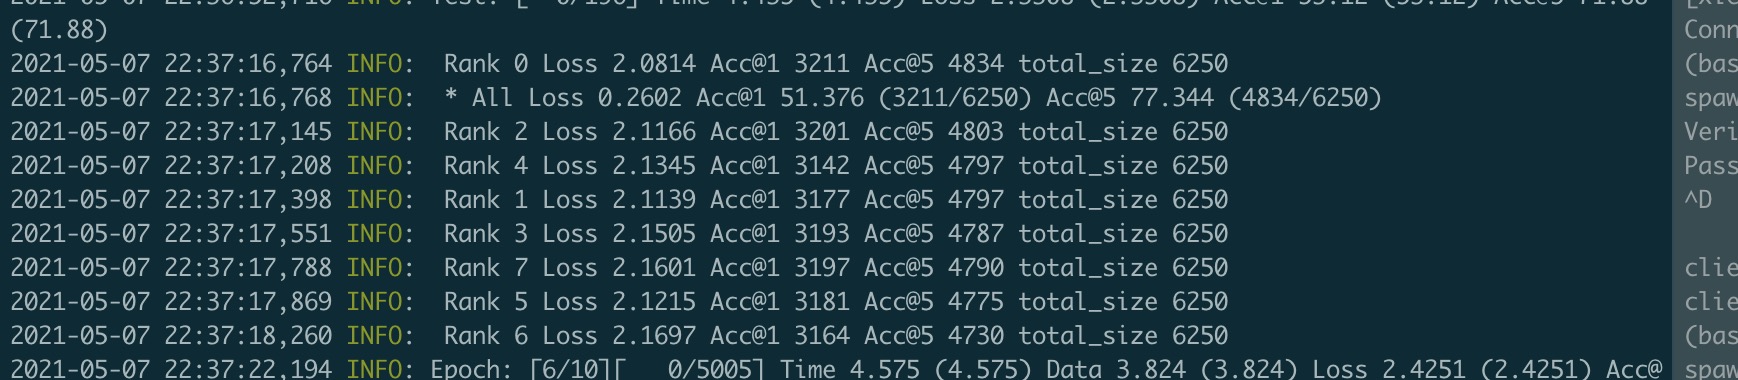 (71.88)
2021-05-07 22:37:16,764 INFO: Rank 0 Loss 2.0814 Acc@1 3211 Acc@5 4834 total_size 6250
2021-05-07 22:37:16,768 INFO: * All Loss 0.2602 Acc@1 51.376 (3211/6250) Acc@5 77.344 (4834/6250)
2021-05-07 22:37:17,145 INFO: Rank 2 Loss 2.1166 Acc@1 3201 Acc@5 4803 total_size 6250
2021-05-07 22:37:17,208 INFO: Rank 4 Loss 2.1345 Acc@1 3142 Acc@5 4797 total_size 6250
2021-05-07 22:37:17,398 INFO: Rank 1 Loss 2.1139 Acc@1 3177 Acc@5 4797 total_size 6250
2021-05-07 22:37:17,551 INFO: Rank 3 Loss 2.1505 Acc@1 3193 Acc@5 4787 total_size 6250
2021-05-07 22:37:17,788 INFO: Rank 7 Loss 2.1601 Acc@1 3197 Acc@5 4790 total_size 6250
2021-05-07 22:37:17,869 INFO: Rank 5 Loss 2.1215 Acc@1 3181 Acc@5 4775 total_size 6250
2021-05-07 22:37:18,260 INFO: Rank 6 Loss 2.1697 Acc@1 3164 Acc@5 4730 total_size 6250
2021-05-07 22:37:22,194 INFO: Epoch: [6/10][ 0/5005] Time 4.575 (4.575) Data 3.824 (3.824) Loss 2.4251 (2.4251) Acc@
Conn
(bas
spaw
Veri
Pass
^D
clie
clie
(bas
spaw